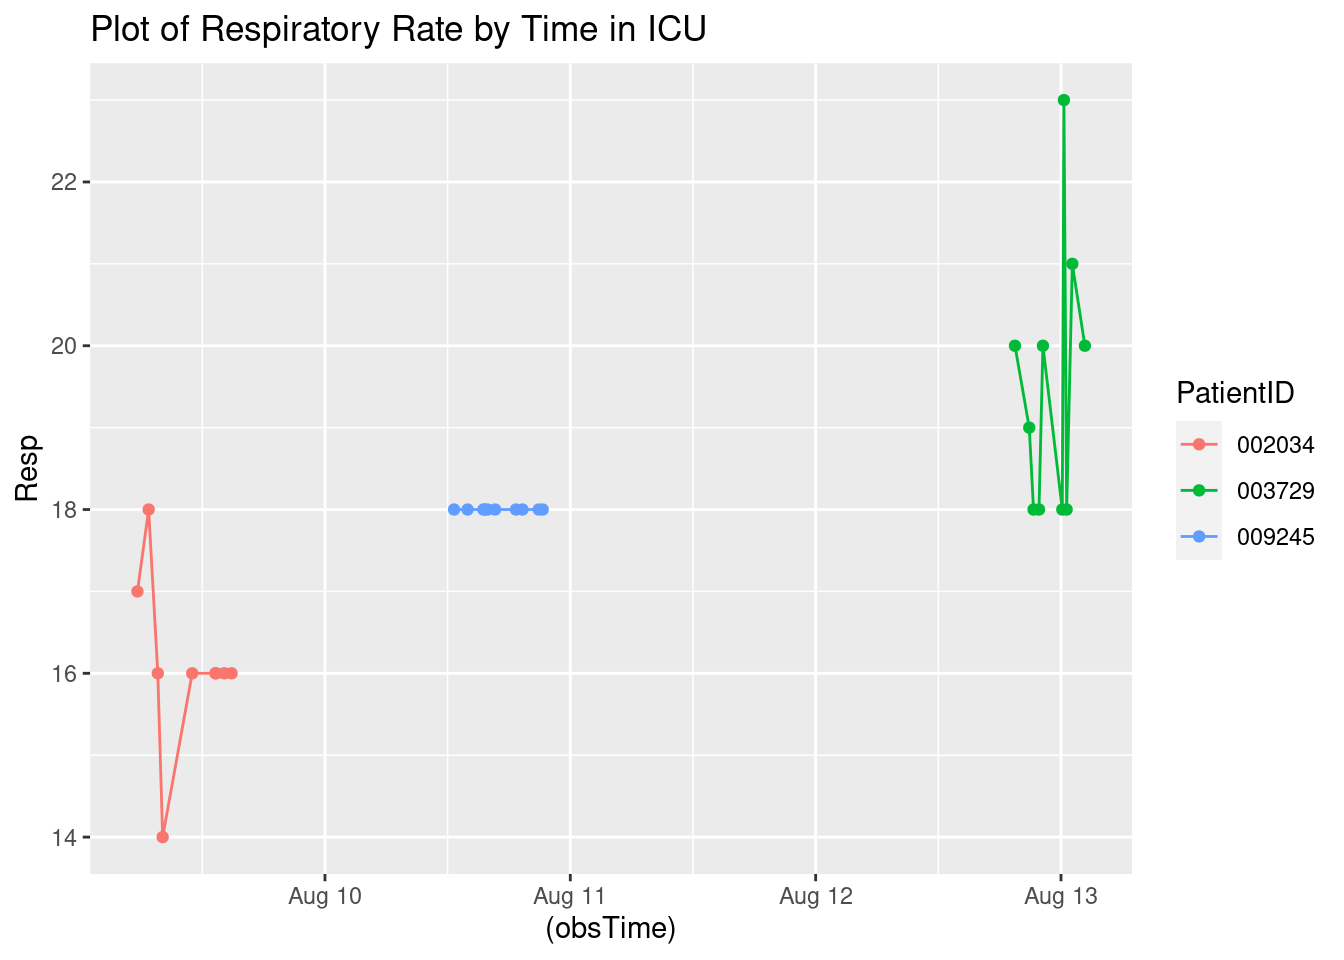 Plot of Respiratory Rate by Time in ICU
Resp
22
20
18
16
14
Aug 10 Aug 11 Aug 12 Aug 13
(obsTime)
PatientID
002034
003729
009245